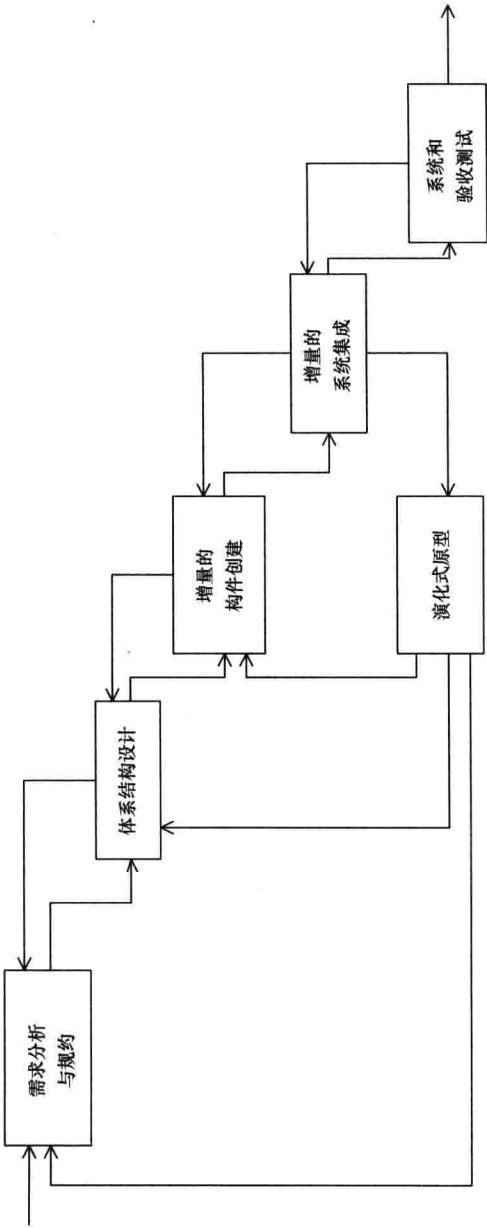 需求分析
与规约
体系结构设计
增量的
构件创建
增量的
系统集成
系统和
验收测试
演化式原型